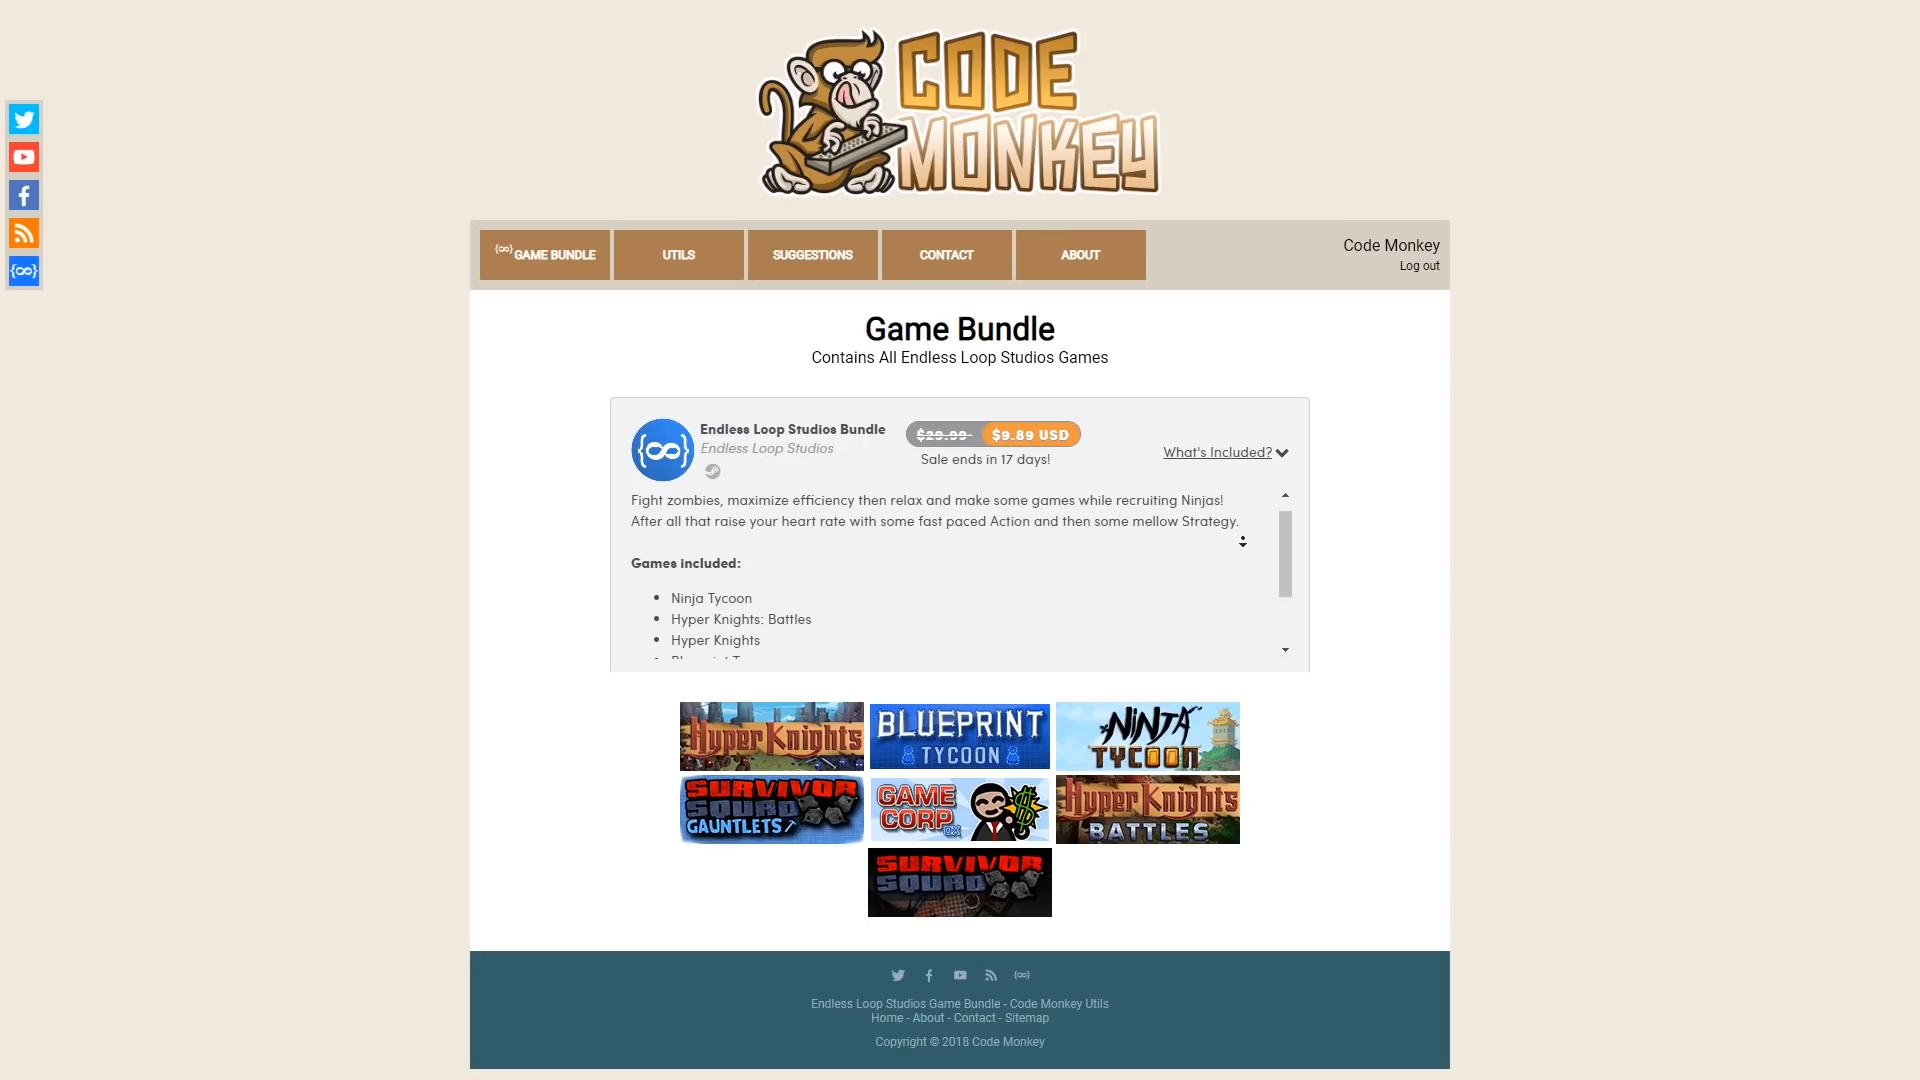 CODE
MONKEY
GAME BUNDLE
UTILS
SUGGESTIONS
CONTACT
ABOUT
Code Monkey
Log out
Game Bundle
Contains All Endless Loop Studios Games
Endless Loop Studios Bundle
Endless Loop Studios
$29.99
$9.89 USD
Sale ends in 17 days!
What's Included?
Fight zombies, maximize efficiency then relax and make some games while recruiting Ninjas!
After all that raise your heart rate with some fast paced Action and then some mellow Strategy.
Games included:
Ninja Tycoon
Hyper Knights: Battles
Hyper Knights
Hyper Knights
BLUEPRINT
TYCOON
NINJA
TYCOON
SURVIVOR
SQUAD
GAUNTLETS
GAME
CORP DX
Hyper Knights
BATTLES
SURVIVOR
SQUAD
Endless Loop Studios Game Bundle - Code Monkey Utils
Home - About - Contact - Sitemap
Copyright © 2018 Code Monkey